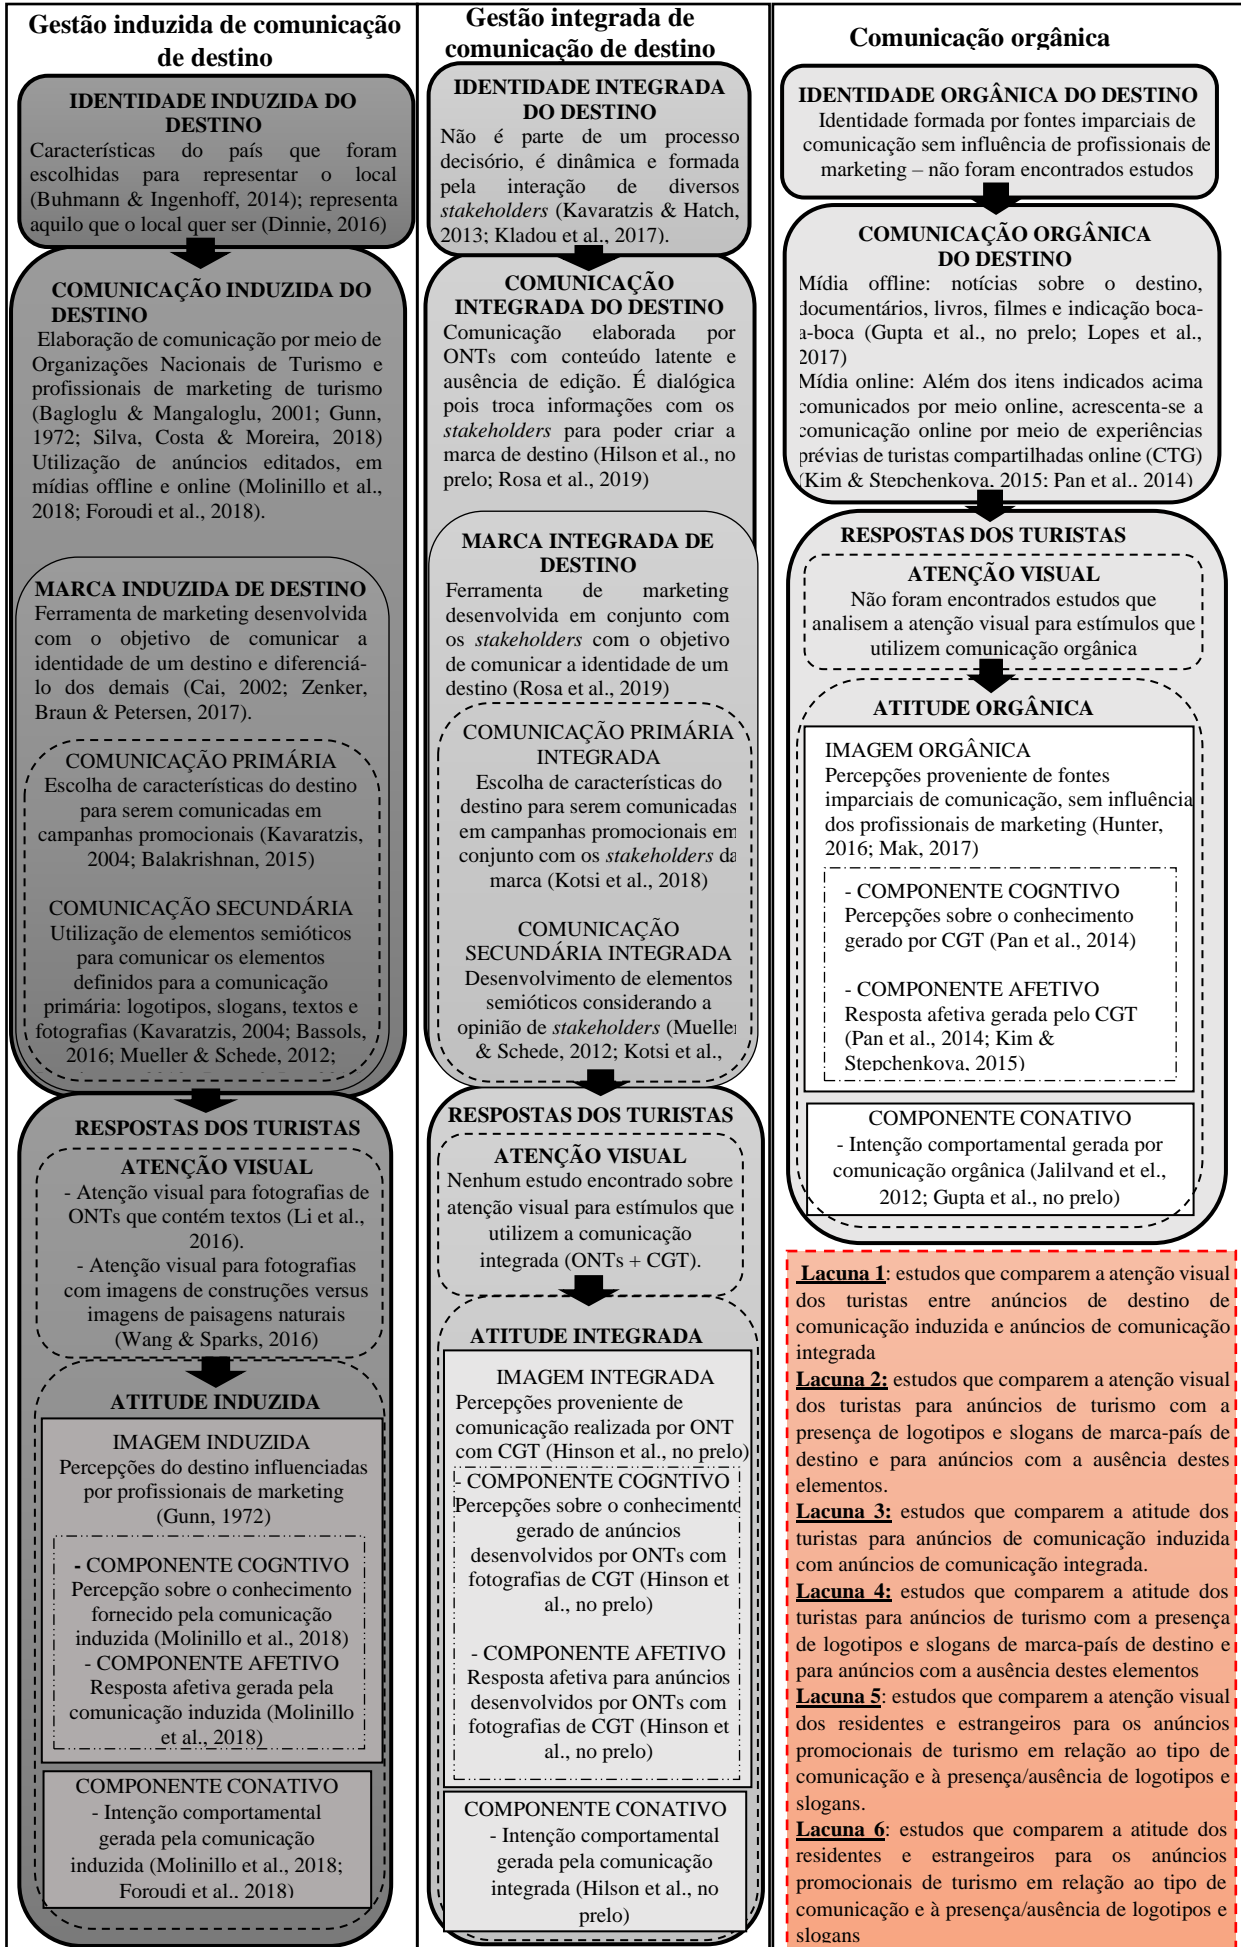 Gestão induzida de comunicação
de destino
IDENTIDADE INDUZIDA DO
DESTINO
Características do país que foram
escolhidas para representar o local
(Buhmann & Ingenhoff, 2014); representa
aquilo que o local quer ser (Dinnie, 2016)
COMUNICAÇÃO INDUZIDA DO
DESTINO
Elaboração de comunicação por meio de
Organizações Nacionais de Turismo e
profissionais de marketing de turismo
(Bagloglu & Mangaloglu, 2001; Gunn,
1972; Silva, Costa & Moreira, 2018)
Utilização de anúncios editados, em
mídias offline e online (Molinillo et al.,
2018; Foroudi et al., 2018).
MARCA INDUZIDA DE DESTINO
Ferramenta de marketing desenvolvida
com o objetivo de comunicar a
identidade de um destino e diferenciá-
lo dos demais (Cai, 2002; Zenker,
Braun & Petersen, 2017).
COMUNICAÇÃO PRIMÁRIA
Escolha de características do destino
para serem comunicadas em
campanhas promocionais (Kavaratzis,
2004; Balakrishnan, 2015)
COMUNICAÇÃO SECUNDÁRIA
Utilização de elementos semióticos
para comunicar os elementos
definidos para a comunicação
primária: logotipos, slogans, textos e
fotografias (Kavaratzis, 2004; Bassols,
2016; Mueller & Schede, 2012;
RESPOSTAS DOS TURISTAS
ATENÇÃO VISUAL
- Atenção visual para fotografias de
ONTs que contém textos (Li et al.,
2016).
- Atenção visual para fotografias
com imagens de construções versus
imagens de paisagens naturais
(Wang & Sparks, 2016)
ATITUDE INDUZIDA
IMAGEM INDUZIDA
Percepções do destino influenciadas
por profissionais de marketing
(Gunn, 1972)
- COMPONENTE COGNTIVO
Percepção sobre o conhecimento
fornecido pela comunicação
induzida (Molinillo et al., 2018)
- COMPONENTE AFETIVO
Resposta afetiva gerada pela
comunicação induzida (Molinillo
et al., 2018)
COMPONENTE CONATIVO
- Intenção comportamental
gerada pela comunicação
induzida (Molinillo et al., 2018;
Foroudi et al., 2018)
Gestão integrada de
comunicação de destino
IDENTIDADE INTEGRADA
DO DESTINO
Não é parte de um processo
decisório, é dinâmica e formada
pela interação de diversos
stakeholders (Kavaratzis & Hatch,
2013; Kladou et al., 2017).
COMUNICAÇÃO
INTEGRADA DO DESTINO
Comunicação elaborada por
ONTs com conteúdo latente e
ausência de edição. É dialógica
pois troca informações com os
stakeholders para poder criar a
marca de destino (Hilson et al., no
prelo; Rosa et al., 2019)
MARCA INTEGRADA DE
DESTINO
Ferramenta de marketing
desenvolvida em conjunto com
os stakeholders com o objetivo
de comunicar a identidade de um
destino (Rosa et al., 2019)
COMUNICAÇÃO PRIMÁRIA
INTEGRADA
Escolha de características do
destino para serem comunicadas
em campanhas promocionais em
conjunto com os stakeholders da
marca (Kotsi et al., 2018)
COMUNICAÇÃO
SECUNDÁRIA INTEGRADA
Desenvolvimento de elementos
semióticos considerando a
opinião de stakeholders (Mueller
& Schede, 2012; Kotsi et al.,
RESPOSTAS DOS TURISTAS
ATENÇÃO VISUAL
Nenhum estudo encontrado sobre
atenção visual para estímulos que
utilizem a comunicação
integrada (ONTs + CGT).
ATITUDE INTEGRADA
IMAGEM INTEGRADA
Percepções proveniente de
comunicação realizada por ONT
com CGT (Hinson et al., no prelo)
- COMPONENTE COGNTIVO
Percepções sobre o conhecimento
gerado de anúncios
desenvolvidos por ONTs com
fotografias de CGT (Hinson et
al., no prelo)
- COMPONENTE AFETIVO
Resposta afetiva para anúncios
desenvolvidos por ONTs com
fotografias de CGT (Hinson et
al., no prelo)
COMPONENTE CONATIVO
- Intenção comportamental
gerada pela comunicação
integrada (Hilson et al., no
prelo)
Comunicação orgânica
IDENTIDADE ORGÂNICA DO DESTINO
Identidade formada por fontes imparciais de
comunicação sem influência de profissionais de
marketing – não foram encontrados estudos
COMUNICAÇÃO ORGÂNICA
DO DESTINO
Mídia offline: notícias sobre o destino,
documentários, livros, filmes e indicação boca-
a-boca (Gupta et al., no prelo; Lopes et al.,
2017)
Mídia online: Além dos itens indicados acima
comunicados por meio online, acrescenta-se a
comunicação online por meio de experiências
prévias de turistas compartilhadas online (CTG)
(Kim & Stepchenkova, 2015; Pan et al., 2014)
RESPOSTAS DOS TURISTAS
ATENÇÃO VISUAL
Não foram encontrados estudos que
analisem a atenção visual para estímulos que
utilizem comunicação orgânica
ATITUDE ORGÂNICA
IMAGEM ORGÂNICA
Percepções proveniente de fontes
imparciais de comunicação, sem influência
dos profissionais de marketing (Hunter,
2016; Mak, 2017)
- COMPONENTE COGNTIVO
Percepções sobre o conhecimento
gerado por CGT (Pan et al., 2014)
- COMPONENTE AFETIVO
Resposta afetiva gerada pelo CGT
(Pan et al., 2014; Kim &
Stepchenkova, 2015)
COMPONENTE CONATIVO
- Intenção comportamental gerada por
comunicação orgânica (Jalilvand et el.,
2012; Gupta et al., no prelo)
Lacuna 1: estudos que comparem a atenção visual
dos turistas entre anúncios de destino de
comunicação induzida e anúncios de comunicação
integrada
Lacuna 2: estudos que comparem a atenção visual
dos turistas para anúncios de turismo com a
presença de logotipos e slogans de marca-país de
destino e para anúncios com a ausência destes
elementos.
Lacuna 3: estudos que comparem a atitude dos
turistas para anúncios de comunicação induzida
com anúncios de comunicação integrada.
Lacuna 4: estudos que comparem a atitude dos
turistas para anúncios de turismo com a presença
de logotipos e slogans de marca-país de destino e
para anúncios com a ausência destes elementos
Lacuna 5: estudos que comparem a atenção visual
dos residentes e estrangeiros para os anúncios
promocionais de turismo em relação ao tipo de
comunicação e à presença/ausência de logotipos e
slogans.
Lacuna 6: estudos que comparem a atitude dos
residentes e estrangeiros para os anúncios
promocionais de turismo em relação ao tipo de
comunicação e à presença/ausência de logotipos e
slogans